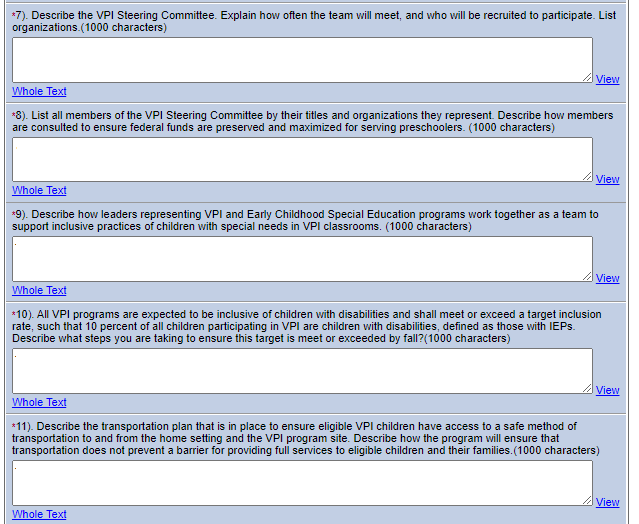 *7). Describe the VPI Steering Committee. Explain how often the team will meet, and who will be recruited to participate. List
organizations.(1000 characters)
View
Whole Text
*8). List all members of the VPI Steering Committee by their titles and organizations they represent. Describe how members
are consulted to ensure federal funds are preserved and maximized for serving preschoolers. (1000 characters)
View
Whole Text
*9). Describe how leaders representing VPI and Early Childhood Special Education programs work together as a team to
support inclusive practices of children with special needs in VPI classrooms. (1000 characters)
.
View
Whole Text
*10). All VPI programs are expected to be inclusive of children with disabilities and shall meet or exceed a target inclusion
rate, such that 10 percent of all children participating in VPI are children with disabilities, defined as those with IEPs.
Describe what steps you are taking to ensure this target is meet or exceeded by fall?(1000 characters)
.
View
Whole Text
*11). Describe the transportation plan that is in place to ensure eligible VPI children have access to a safe method of
transportation to and from the home setting and the VPI program site. Describe how the program will ensure that
transportation does not prevent a barrier for providing full services to eligible children and their families.(1000 characters)
.
View
Whole Text